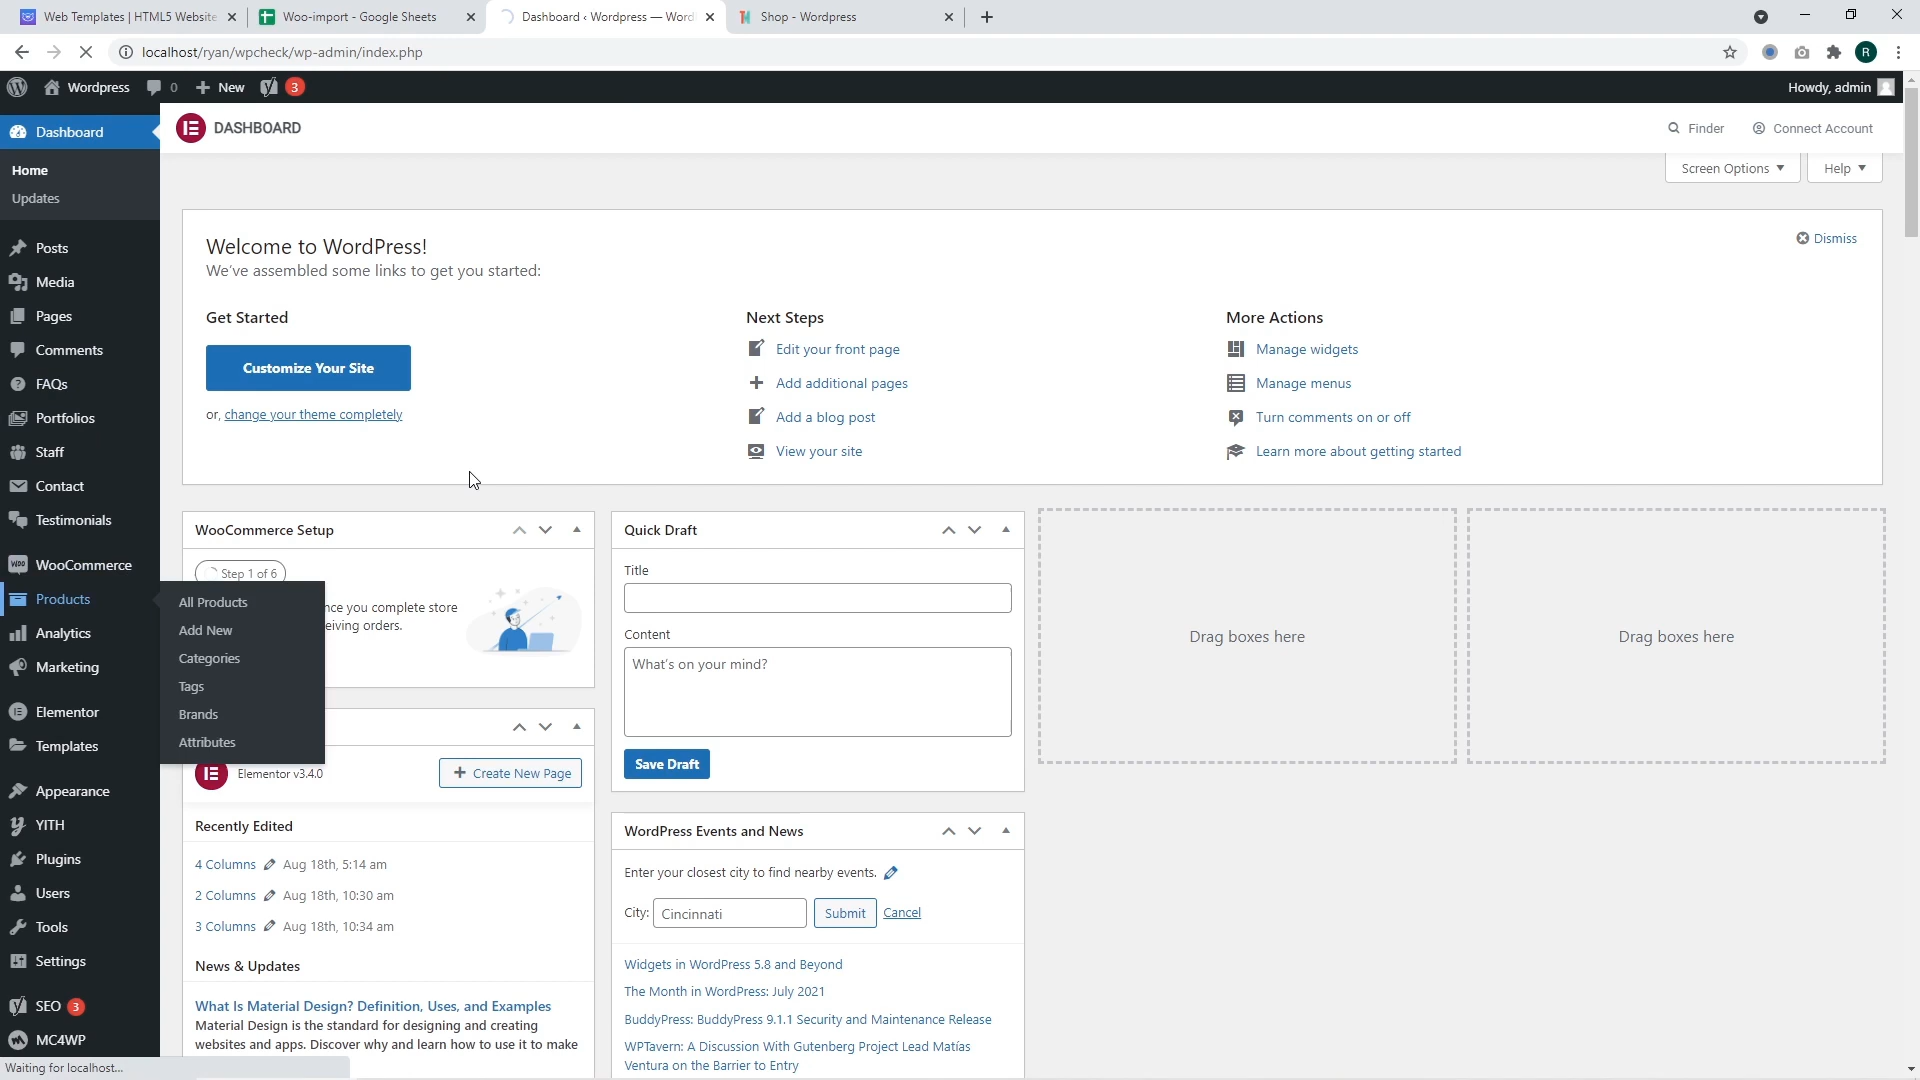 Web Templates | HTML5 Website
Woo-import - Google Sheets
Dashboard ‹ Wordpress — Word
Shop - Wordpress
localhost/ryan/wpcheck/wp-admin/index.php
R
Wordpress
0
New
3
Howdy, admin
Dashboard
DASHBOARD
Finder
Connect Account
Home
Updates
Screen Options
Help
Posts
Media
Pages
Comments
FAQs
Portfolios
Staff
Contact
Testimonials
WooCommerce
Products
Analytics
Marketing
Elementor
Templates
Appearance
YITH
Plugins
Users
Tools
Settings
SEO 3
MC4WP
All Products
Add New
Categories
Tags
Brands
Attributes
Welcome to WordPress!
We've assembled some links to get you started:
Dismiss
Get Started
Customize Your Site
or, change your theme completely
Next Steps
Edit your front page
Add additional pages
Add a blog post
View your site
More Actions
Manage widgets
Manage menus
Turn comments on or off
Learn more about getting started
WooCommerce Setup
Step 1 of 6
nce you complete store
eiving orders.
Elementor v3.4.0
Create New Page
Recently Edited
4 Columns Aug 18th, 5:14 am
2 Columns Aug 18th, 10:30 am
3 Columns Aug 18th, 10:34 am
News & Updates
What Is Material Design? Definition, Uses, and Examples
Material Design is the standard for designing and creating
websites and apps. Discover why and learn how to use it to make
Quick Draft
Title
Content
What's on your mind?
Save Draft
WordPress Events and News
Enter your closest city to find nearby events.
City: Cincinnati Submit Cancel
Widgets in WordPress 5.8 and Beyond
The Month in WordPress: July 2021
BuddyPress: BuddyPress 9.1.1 Security and Maintenance Release
WPTavern: A Discussion With Gutenberg Project Lead Matías
Ventura on the Barrier to Entry
Drag boxes here
Drag boxes here
Waiting for localhost...